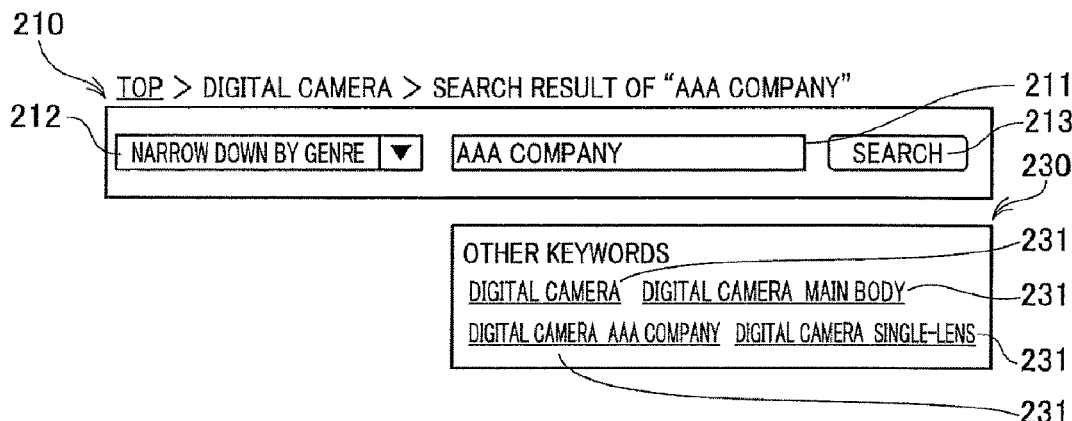 210
TOP > DIGITAL CAMERA > SEARCH RESULT OF “AAA COMPANY”
211
212
NARROW DOWN BY GENRE ▼ AAA COMPANY SEARCH
213
230
OTHER KEYWORDS
231
DIGITAL CAMERA DIGITAL CAMERA MAIN BODY
231
DIGITAL CAMERA AAA COMPANY DIGITAL CAMERA SINGLE-LENS
231
231